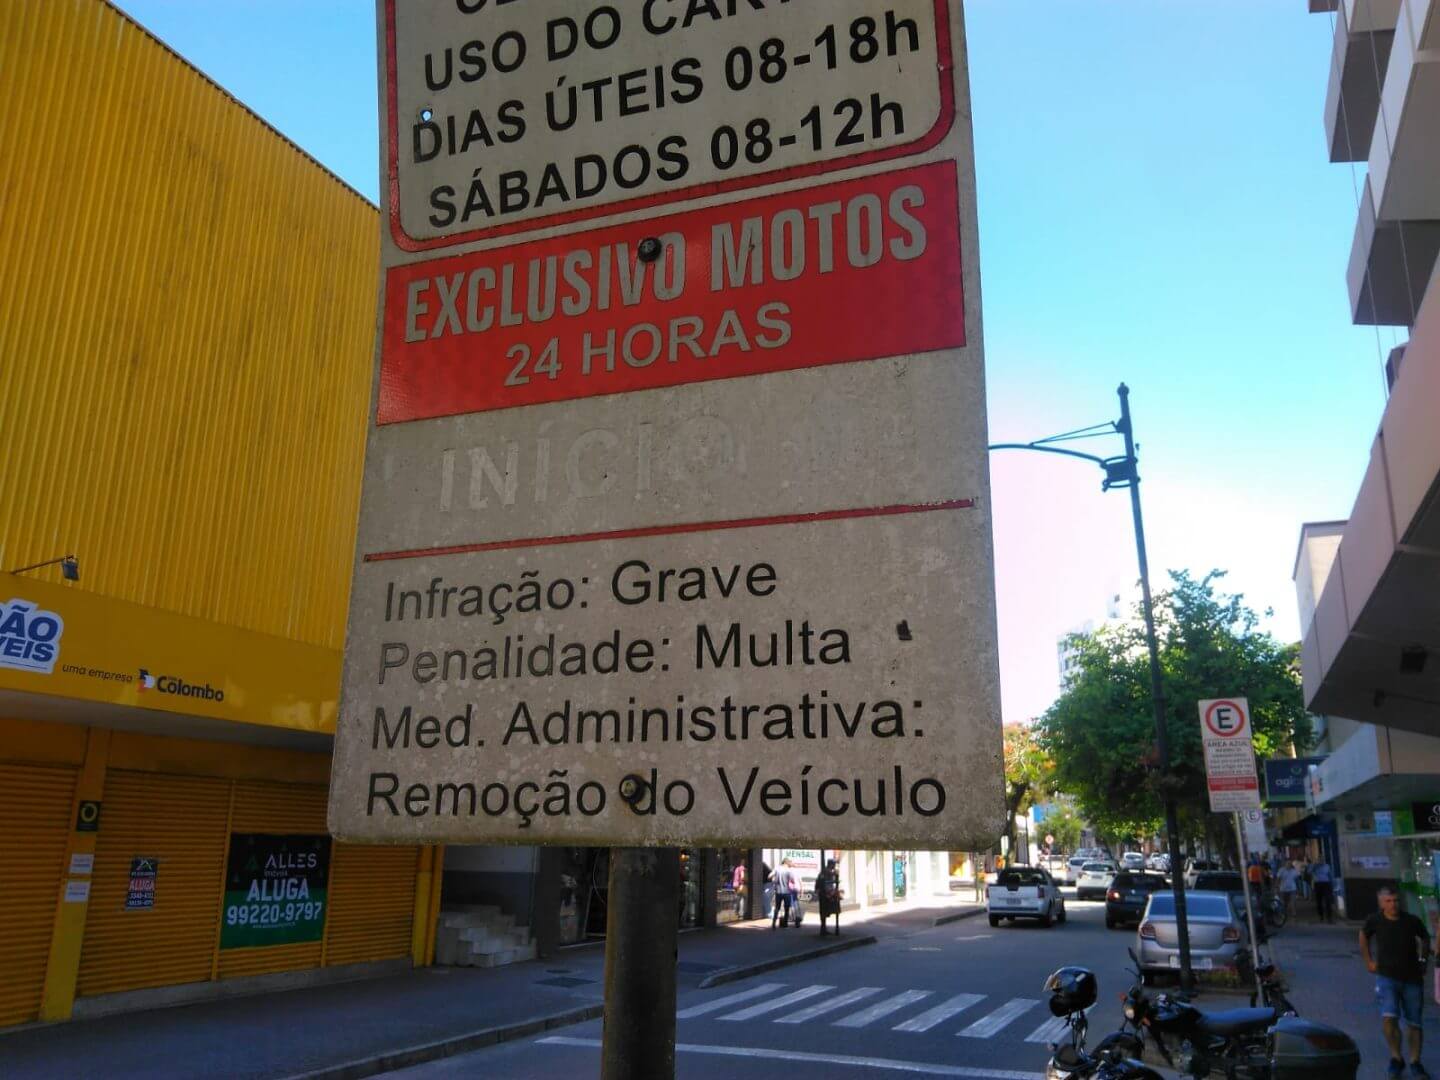 USO DO
DIAS ÚTEIS 08-18h
SÁBADOS 08-12h
EXCLUSIVO MOTOS
24 HORAS
INÍCIO
Infração: Grave
Penalidade: Multa
Med. Administrativa:
Remoção do Veículo
uma empresa Colombo
ALUGA
ALLES
ALUGA
99220-9797
MENSAL
E
ÁREA AZUL
E